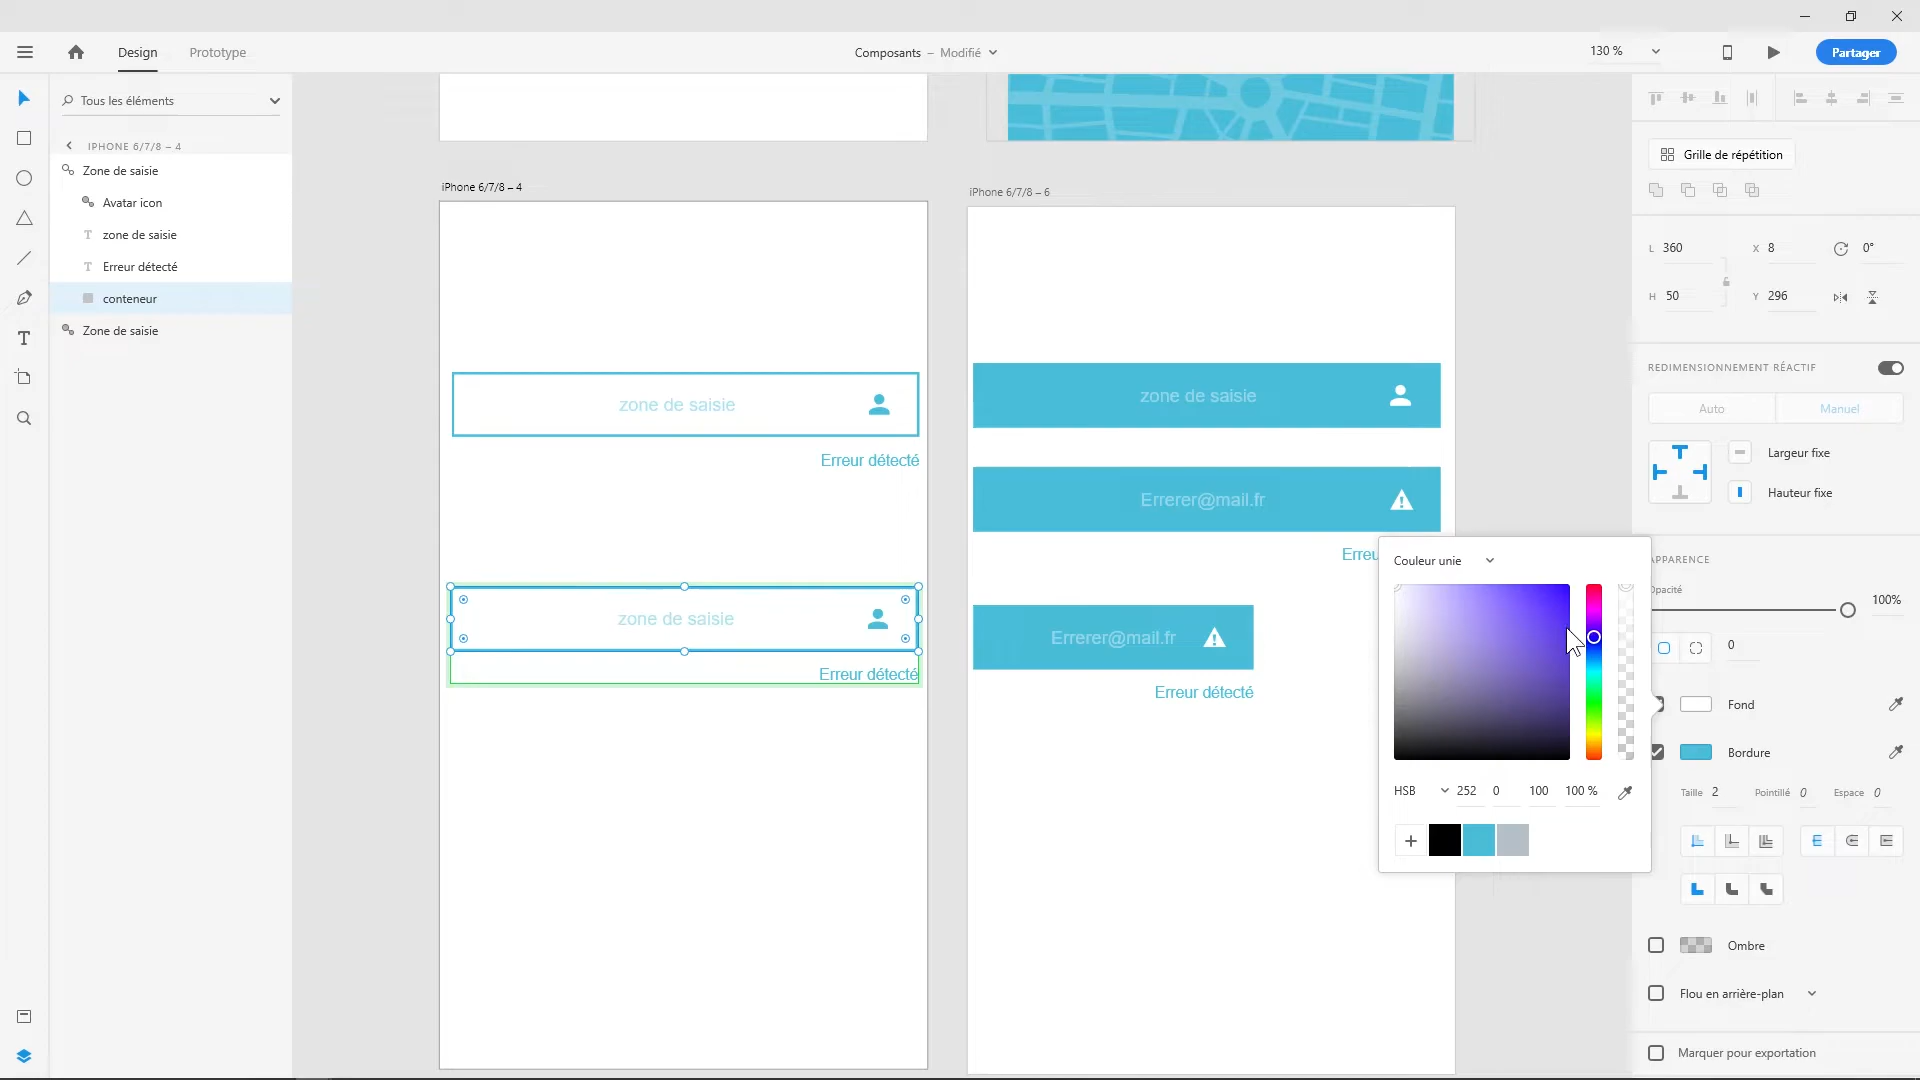 Design
Prototype
Composants – Modifié
130 %
Partager
Tous les éléments
IPHONE 6/7/8 – 4
Zone de saisie
Avatar icon
T zone de saisie
T Erreur détecté
conteneur
Zone de saisie
iPhone 6/7/8 – 4
zone de saisie
Erreur détecté
zone de saisie
Erreur détecté
iPhone 6/7/8 – 6
zone de saisie
Errerer@mail.fr
Erreu
Errerer@mail.fr
Erreur détecté
Couleur unie
HSB 252 0 100 100 %
Grille de répétition
L 360 X 8 0°
H 50 Y 296
REDIMENSIONNEMENT RÉACTIF
Auto
Manuel
Largeur fixe
Hauteur fixe
APPARENCE
Opacité
100%
0
Fond
Bordure
Taille 2 Pointillé 0 Espace 0
Ombre
Flou en arrière-plan
Marquer pour exportation